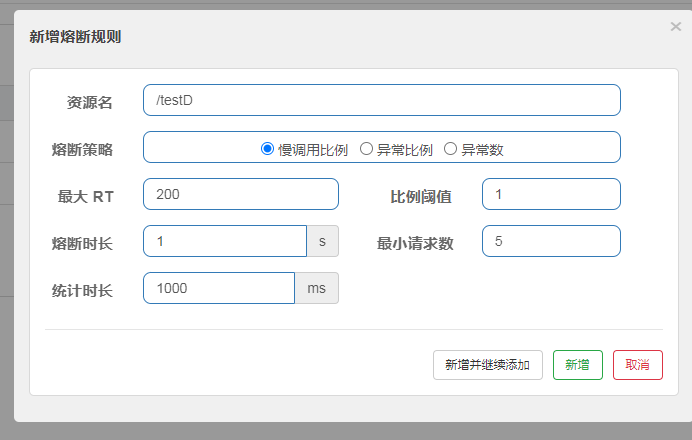 新增熔断规则
×
资源名 /testD
熔断策略 慢调用比例 异常比例 异常数
最大 RT 200 比例阈值 1
熔断时长 1 s 最小请求数 5
统计时长 1000 ms
新增并继续添加 新增 取消